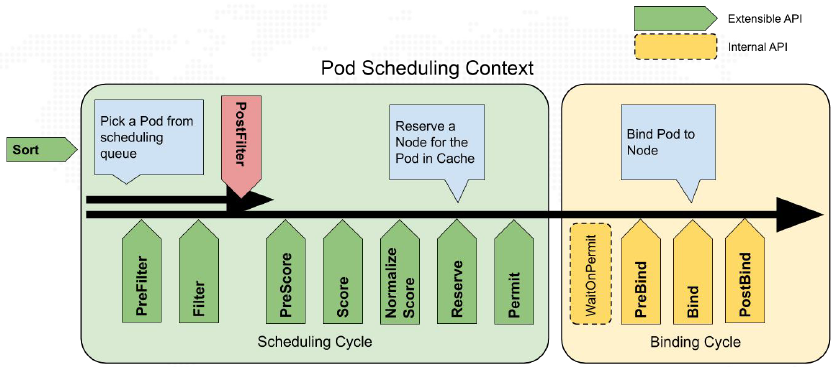 Extensible API
Internal API
Pod Scheduling Context
Pick a Pod from
scheduling
queue
PostFilter
Reserve a
Node for the
Pod in Cache
Bind Pod to
Node
Sort
PreFilter
Filter
PreScore
Score
Normalize
Score
Reserve
Permit
WaitOnPermit
PreBind
Bind
PostBind
Scheduling Cycle
Binding Cycle